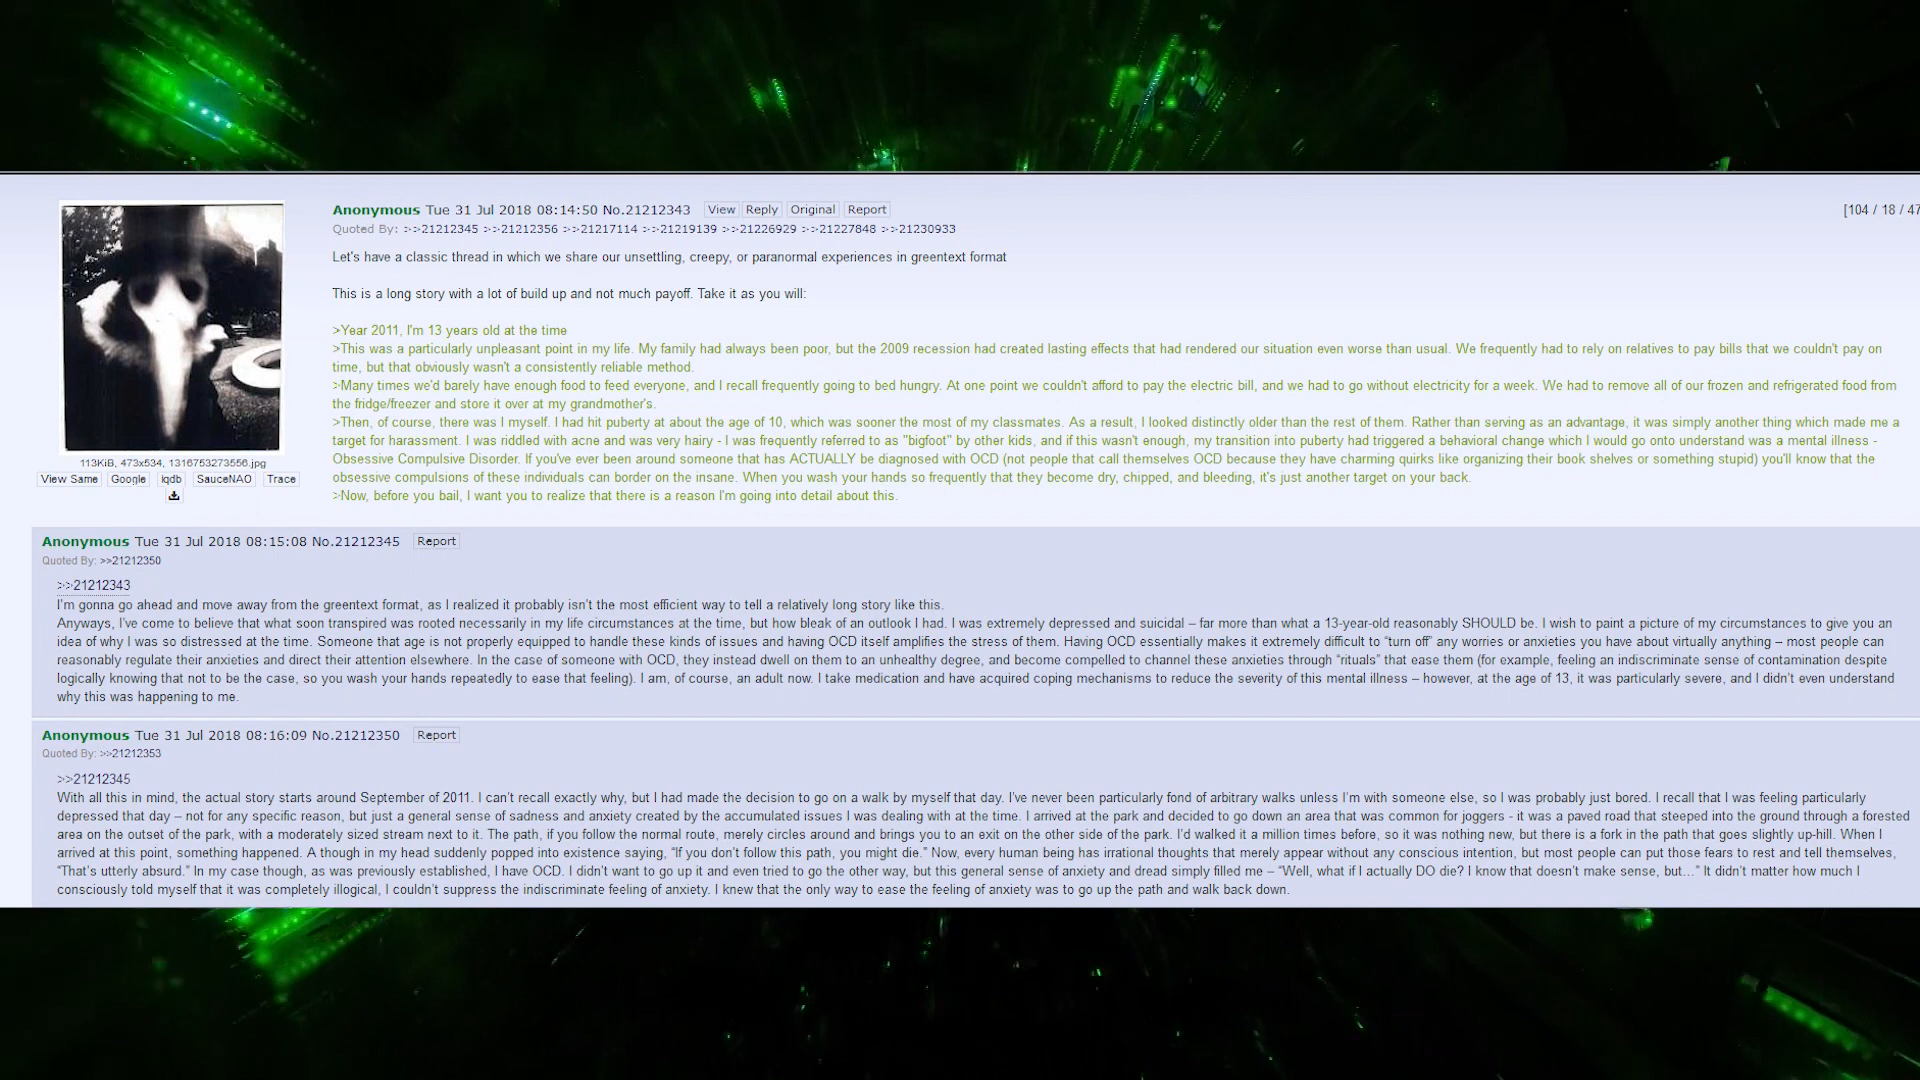 Anonymous Tue 31 Jul 2018 08:14:50 No.21212343 View Reply Original Report
[104 / 18 / 47
Quoted By: >>21212345 >>21212356 >>21217114 >>21219139 >>21226929 >>21227848 >>21230933
Let's have a classic thread in which we share our unsettling, creepy, or paranormal experiences in greentext format
This is a long story with a lot of build up and not much payoff. Take it as you will:
>Year 2011, I'm 13 years old at the time
>This was a particularly unpleasant point in my life. My family had always been poor, but the 2009 recession had created lasting effects that had rendered our situation even worse than usual. We frequently had to rely on relatives to pay bills that we couldn't pay on
time, but that obviously wasn't a consistently reliable method.
>Many times we'd barely have enough food to feed everyone, and I recall frequently going to bed hungry. At one point we couldn't afford to pay the electric bill, and we had to go without electricity for a week. We had to remove all of our frozen and refrigerated food from
the fridge/freezer and store it over at my grandmother's.
>Then, of course, there was I myself. I had hit puberty at about the age of 10, which was sooner the most of my classmates. As a result, I looked distinctly older than the rest of them. Rather than serving as an advantage, it was simply another thing which made me a
target for harassment. I was riddled with acne and was very hairy - I was frequently referred to as "bigfoot" by other kids, and if this wasn't enough, my transition into puberty had triggered a behavioral change which I would go onto understand was a mental illness -
Obsessive Compulsive Disorder. If you've ever been around someone that has ACTUALLY be diagnosed with OCD (not people that call themselves OCD because they have charming quirks like organizing their book shelves or something stupid) you'll know that the
obsessive compulsions of these individuals can border on the insane. When you wash your hands so frequently that they become dry, chipped, and bleeding, it's just another target on your back.
>Now, before you bail, I want you to realize that there is a reason I'm going into detail about this.
113KiB, 473x534, 1316753273556.jpg
View Same Google iqdb SauceNAO Trace
Anonymous Tue 31 Jul 2018 08:15:08 No.21212345 Report
Quoted By: >>21212350
>>21212343
I'm gonna go ahead and move away from the greentext format, as I realized it probably isn't the most efficient way to tell a relatively long story like this.
Anyways, I've come to believe that what soon transpired was rooted necessarily in my life circumstances at the time, but how bleak of an outlook I had. I was extremely depressed and suicidal – far more than what a 13-year-old reasonably SHOULD be. I wish to paint a picture of my circumstances to give you an
idea of why I was so distressed at the time. Someone that age is not properly equipped to handle these kinds of issues and having OCD itself amplifies the stress of them. Having OCD essentially makes it extremely difficult to “turn off” any worries or anxieties you have about virtually anything – most people can
reasonably regulate their anxieties and direct their attention elsewhere. In the case of someone with OCD, they instead dwell on them to an unhealthy degree, and become compelled to channel these anxieties through “rituals” that ease them (for example, feeling an indiscriminate sense of contamination despite
logically knowing that not to be the case, so you wash your hands repeatedly to ease that feeling). I am, of course, an adult now. I take medication and have acquired coping mechanisms to reduce the severity of this mental illness – however, at the age of 13, it was particularly severe, and I didn't even understand
why this was happening to me.
Anonymous Tue 31 Jul 2018 08:16:09 No.21212350 Report
Quoted By: >>21212353
>>21212345
With all this in mind, the actual story starts around September of 2011. I can't recall exactly why, but I had made the decision to go on a walk by myself that day. I've never been particularly fond of arbitrary walks unless I'm with someone else, so I was probably just bored. I recall that I was feeling particularly
depressed that day – not for any specific reason, but just a general sense of sadness and anxiety created by the accumulated issues I was dealing with at the time. I arrived at the park and decided to go down an area that was common for joggers - it was a paved road that steeped into the ground through a forested
area on the outset of the park, with a moderately sized stream next to it. The path, if you follow the normal route, merely circles around and brings you to an exit on the other side of the park. I'd walked it a million times before, so it was nothing new, but there is a fork in the path that goes slightly up-hill. When I
arrived at this point, something happened. A though in my head suddenly popped into existence saying, “If you don't follow this path, you might die.” Now, every human being has irrational thoughts that merely appear without any conscious intention, but most people can put those fears to rest and tell themselves,
“That's utterly absurd.” In my case though, as was previously established, I have OCD. I didn't want to go up it and even tried to go the other way, but this general sense of anxiety and dread simply filled me – “Well, what if I actually DO die? I know that doesn't make sense, but…” It didn't matter how much I
consciously told myself that it was completely illogical, I couldn't suppress the indiscriminate feeling of anxiety. I knew that the only way to ease the feeling of anxiety was to go up the path and walk back down.